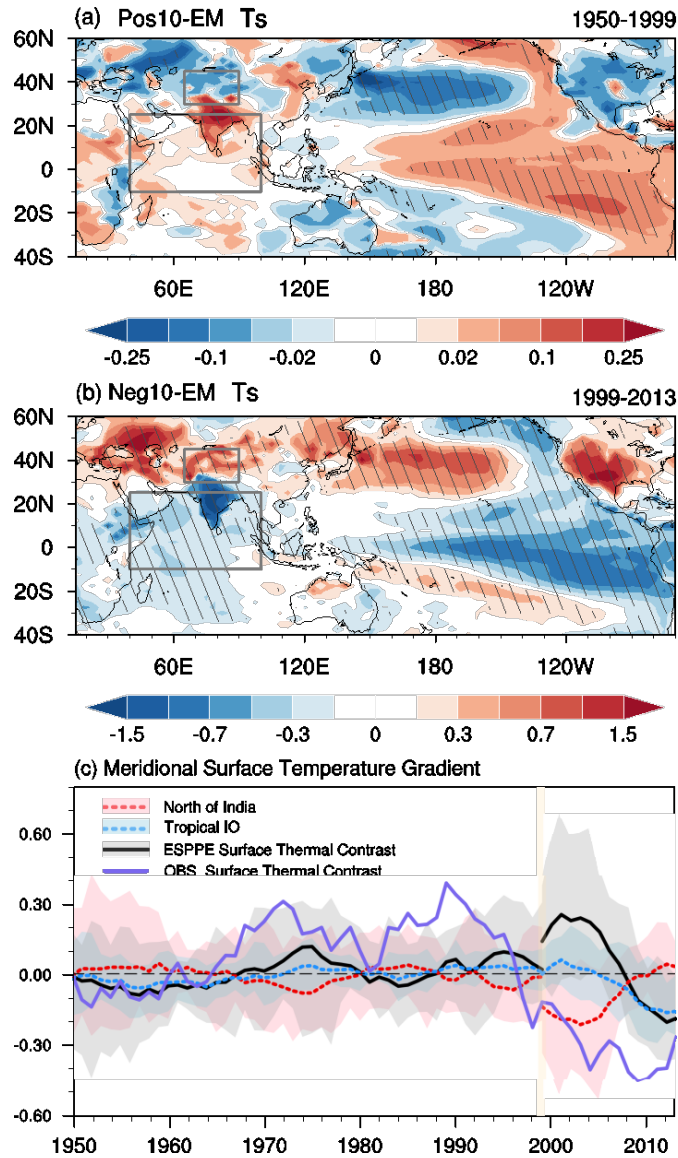 (a) Pos10-EM Ts 1950-1999
60N
40N
20N
0
20S
40S
60E 120E 180 120W
-0.25 -0.1 -0.02 0 0.02 0.1 0.25
(b) Neg10-EM Ts 1999-2013
60N
40N
20N
0
20S
40S
60E 120E 180 120W
-1.5 -0.7 -0.3 0 0.3 0.7 1.5
(c) Meridional Surface Temperature Gradient
North of India
Tropical IO
ESPPE Surface Thermal Contrast
OBS Surface Thermal Contrast
0.60
0.30
0.00
-0.30
-0.60
1950 1960 1970 1980 1990 2000 2010